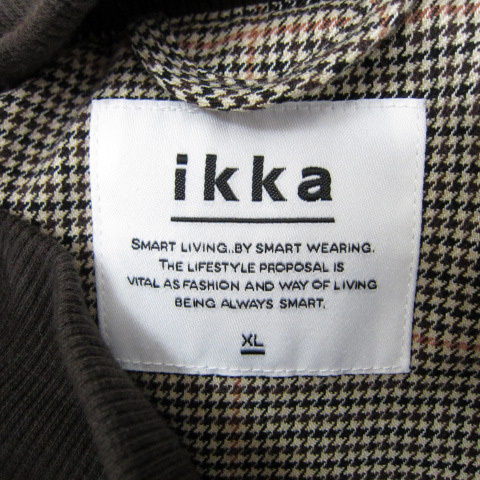 ikka
SMART LIVING..BY SMART WEARING.
THE LIFESTYLE PROPOSAL IS
VITAL AS FASHION AND WAY OF LIVING
BEING ALWAYS SMART.
XL